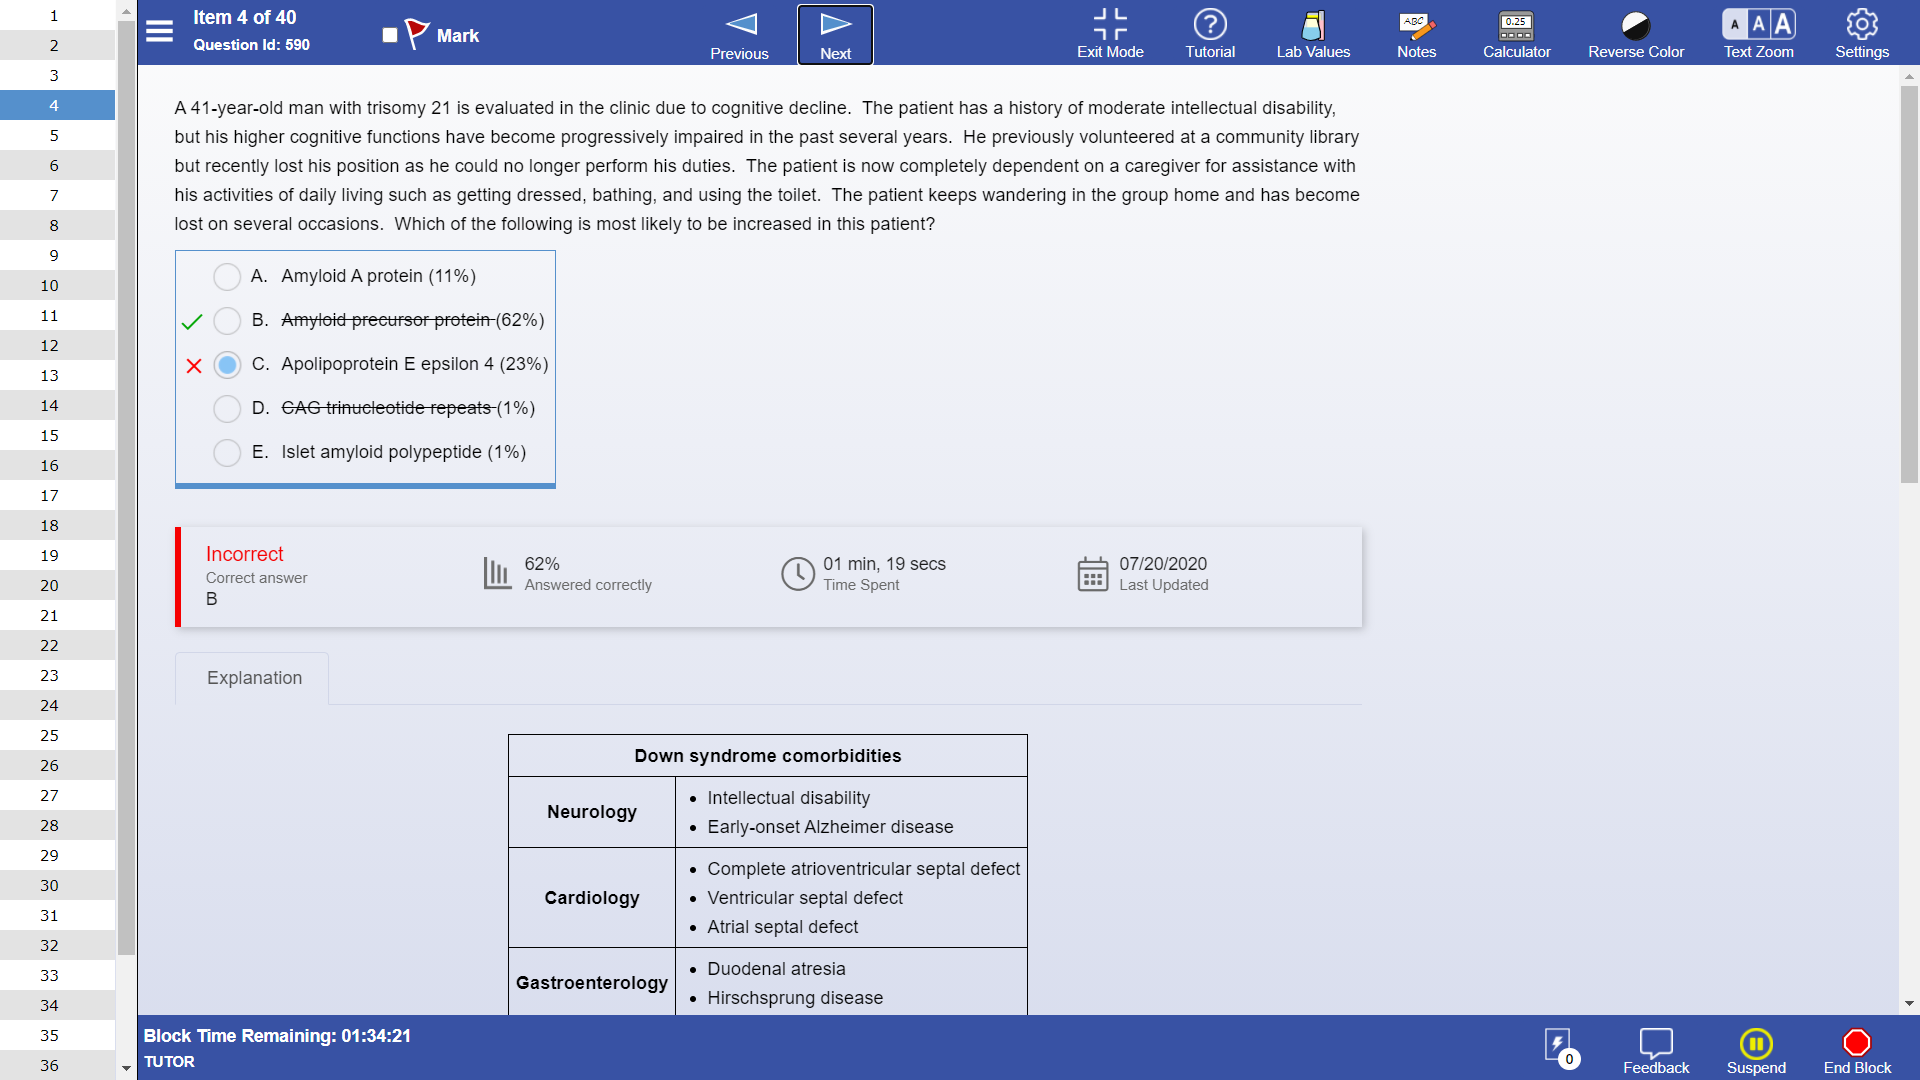 1
2
3
4
5
6
7
8
9
10
11
12
13
14
15
16
17
18
19
20
21
22
23
24
25
26
27
28
29
30
31
32
33
34
35
36
Item 4 of 40
Question Id: 590
Mark
Previous
Next
Exit Mode
Tutorial
Lab Values
ABC
Notes
0.25
Calculator
Reverse Color
A A A
Text Zoom
Settings
A 41-year-old man with trisomy 21 is evaluated in the clinic due to cognitive decline. The patient has a history of moderate intellectual disability,
but his higher cognitive functions have become progressively impaired in the past several years. He previously volunteered at a community library
but recently lost his position as he could no longer perform his duties. The patient is now completely dependent on a caregiver for assistance with
his activities of daily living such as getting dressed, bathing, and using the toilet. The patient keeps wandering in the group home and has become
lost on several occasions. Which of the following is most likely to be increased in this patient?
A. Amyloid A protein (11%)
B. Amyloid precursor protein (62%)
C. Apolipoprotein E epsilon 4 (23%)
D. CAG trinucleotide repeats (1%)
E. Islet amyloid polypeptide (1%)
Incorrect
Correct answer
B
62%
Answered correctly
01 min, 19 secs
Time Spent
07/20/2020
Last Updated
Explanation
Down syndrome comorbidities
Neurology
• Intellectual disability
• Early-onset Alzheimer disease
Cardiology
• Complete atrioventricular septal defect
• Ventricular septal defect
• Atrial septal defect
Gastroenterology
• Duodenal atresia
• Hirschsprung disease
Block Time Remaining: 01:34:21
TUTOR
0
Feedback
Suspend
End Block